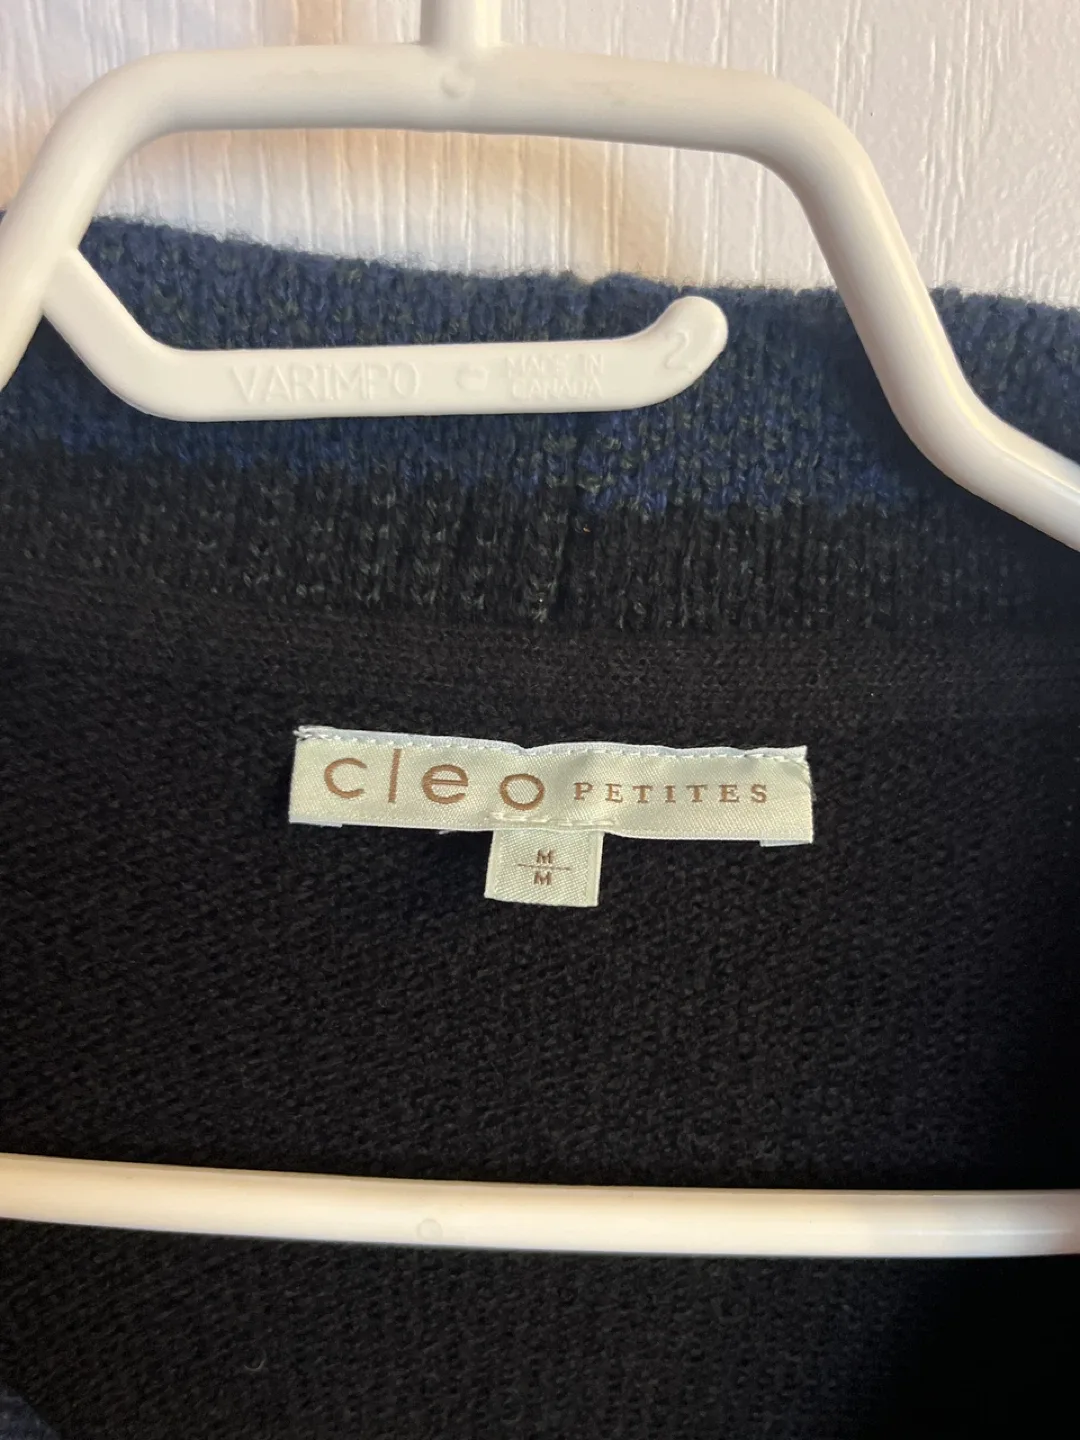 VARIMPO MADE IN
CANADA
2
cleo PETITES
M
M